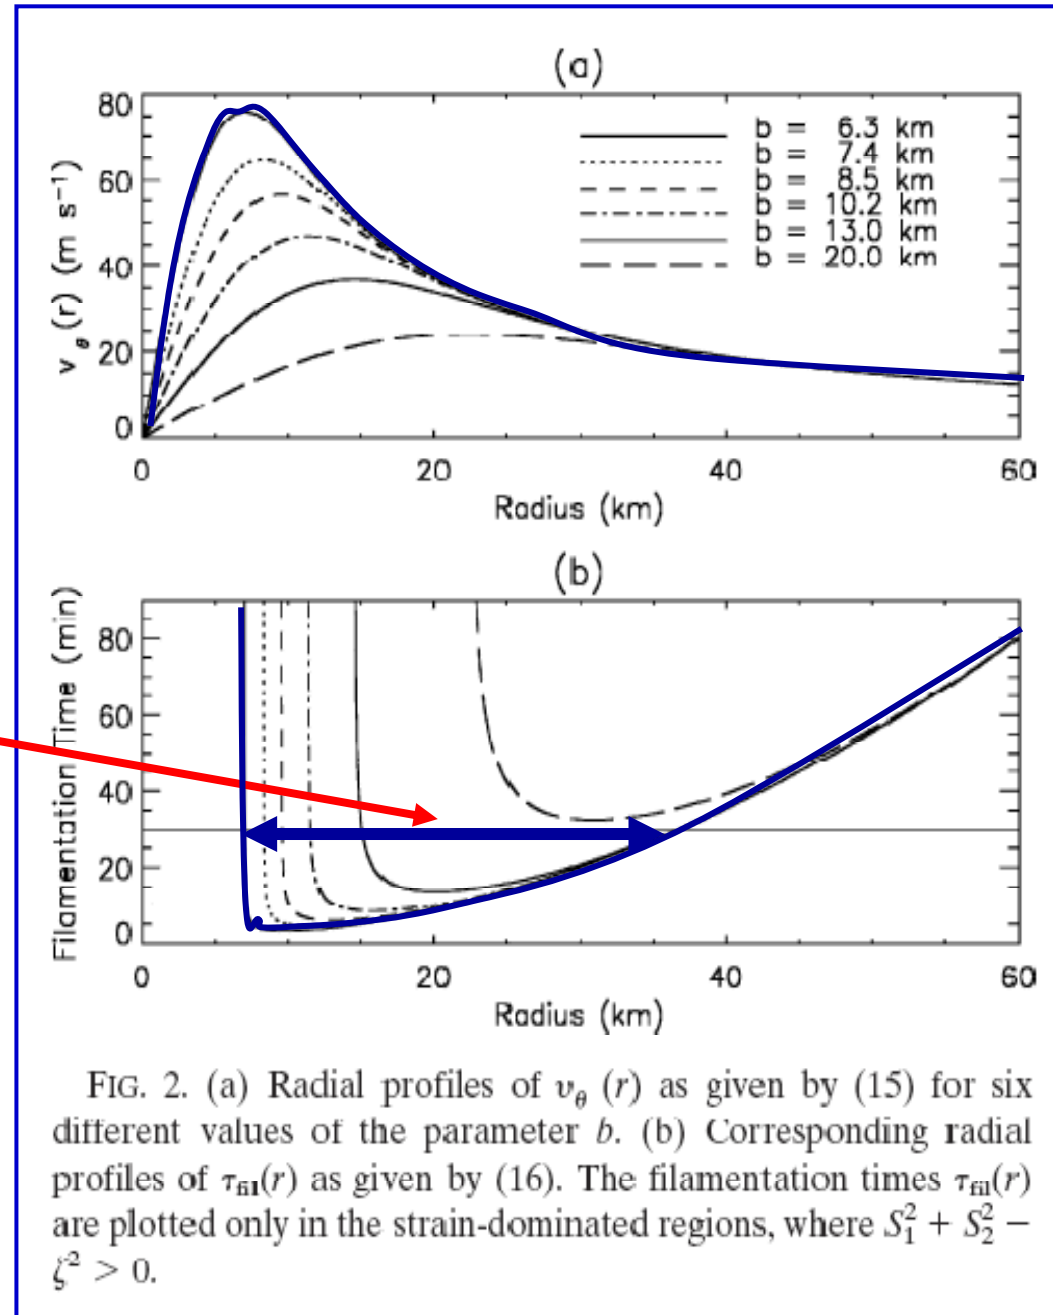 (a)
80
60
40
20
0
v_θ(r) (m s⁻¹)
b = 6.3 km
b = 7.4 km
b = 8.5 km
b = 10.2 km
b = 13.0 km
b = 20.0 km
0 20 40 60
Radius (km)
(b)
80
60
40
20
0
Filamentation Time (min)
0 20 40 60
Radius (km)
FIG. 2. (a) Radial profiles of v_θ (r) as given by (15) for six
different values of the parameter b. (b) Corresponding radial
profiles of τ_fil(r) as given by (16). The filamentation times τ_fil(r)
are plotted only in the strain-dominated regions, where S₁² + S₂² −
ζ² > 0.